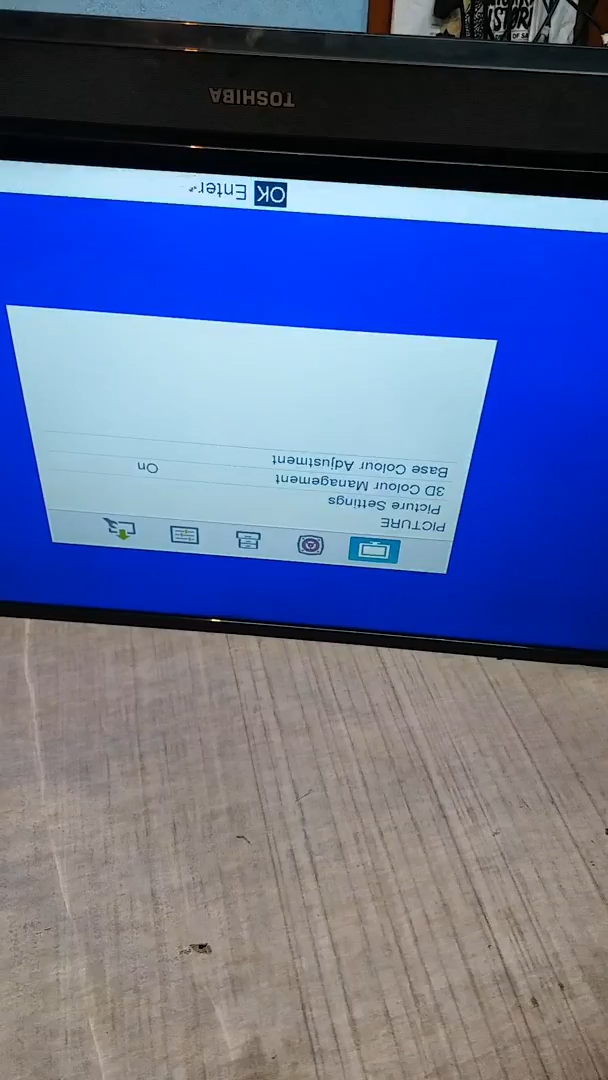 PICTURE
Picture Settings
3D Colour Management On
Base Colour Adjustment
OK Enter
TOSHIBA